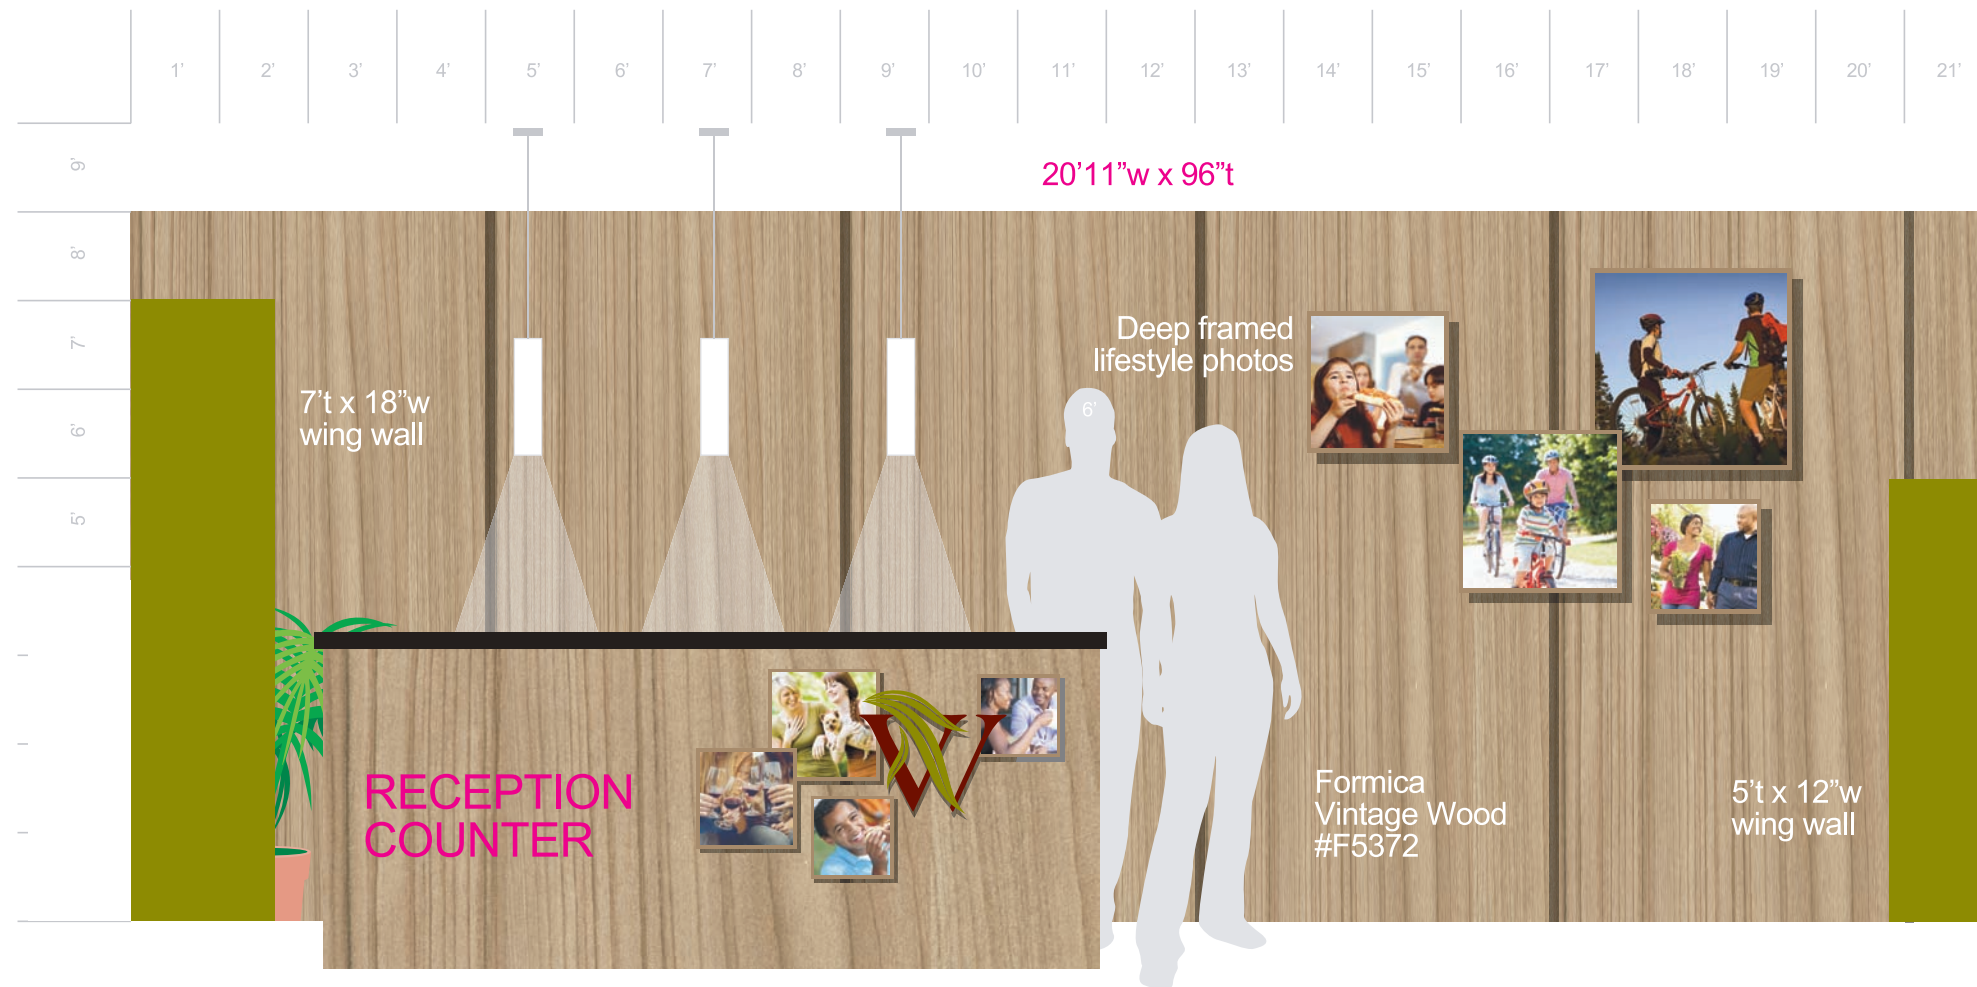 1’ 2’ 3’ 4’ 5’ 6’ 7’ 8’ 9’ 10’ 11’ 12’ 13’ 14’ 15’ 16’ 17’ 18’ 19’ 20’ 21’
9’
8’
7’
6’
5’
20’11”w x 96”t
7’t x 18”w
wing wall
Deep framed
lifestyle photos
6’
RECEPTION
COUNTER
W
Formica
Vintage Wood
#F5372
5’t x 12”w
wing wall